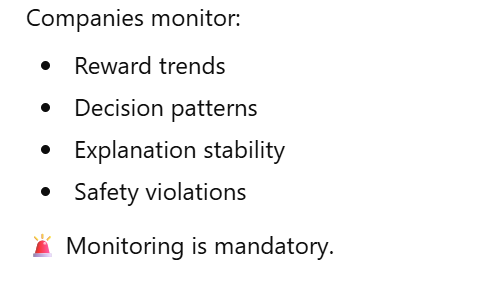 Companies monitor:
• Reward trends
• Decision patterns
• Explanation stability
• Safety violations
🚨 Monitoring is mandatory.